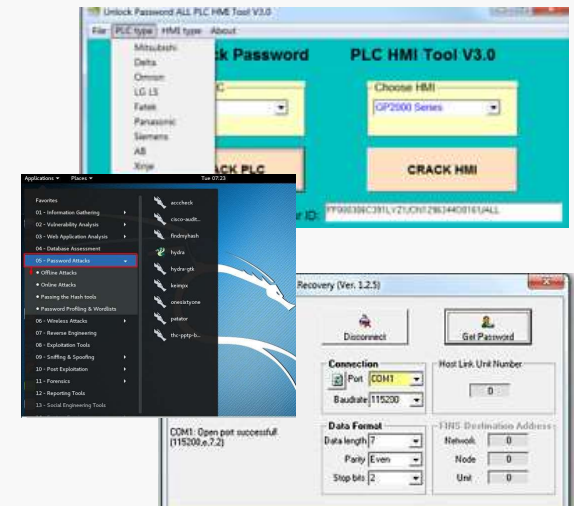 Unlock Password ALL PLC HMI Tool V3.0
File PLC type HMI type About
ck Password PLC HMI Tool V3.0
Mitsubishi
Delta
Omron
LG LS
Fatek
Panasonic
Siemens
AB
Xinje
Choose HMI
GP2000 Series
ACK PLC
CRACK HMI
er ID:
Applications Places Tue 07:23
Favorites
01 - Information Gathering
02 - Vulnerability Analysis
03 - Web Application Analysis
04 - Database Assessment
05 - Password Attacks
• Offline Attacks
• Online Attacks
• Passing the Hash tools
• Password Profiling & Wordlists
06 - Wireless Attacks
07 - Reverse Engineering
08 - Exploitation Tools
09 - Sniffing & Spoofing
10 - Post Exploitation
11 - Forensics
12 - Reporting Tools
13 - Social Engineering Tools
acccheck
cisco-audit...
findmyhash
hydra
hydra-gtk
keimpx
onesixtyone
patator
thc-pptp-b...
Recovery (Ver. 1.2.5)
Disconnect
Get Password
Connection
Port COM1
Baudrate 115200
Host Link Unit Number
0
Data Format
Data length 7
Parity Even
Stop bits 2
FINS Destination Address
Network 0
Node 0
Unit 0
COM1: Open port successfull
(115200,e,7,2)